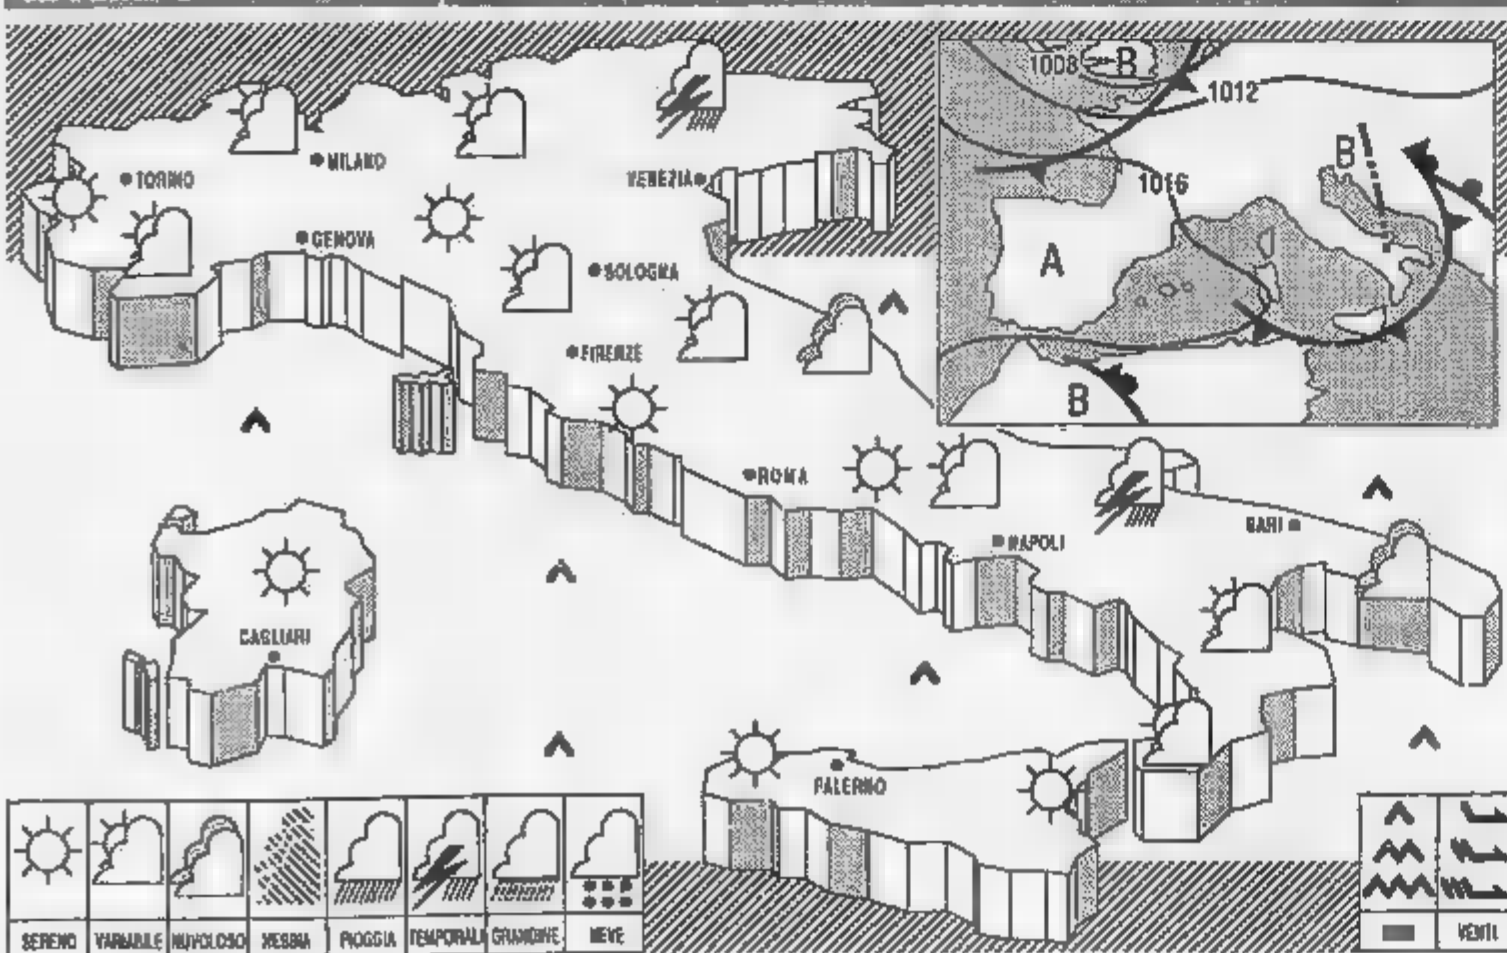 1008
B
1012
B
1016
A
B
TORINO
MILANO
VENEZIA
GENOVA
BOLOGNA
FIRENZE
ROMA
NAPOLI
BARI
CAGLIARI
PALERMO
SERENO VARIABILE NUVOLOSO NEBBIA PIOGGIA TEMPORALI GRANDINE NEVE
VENTI